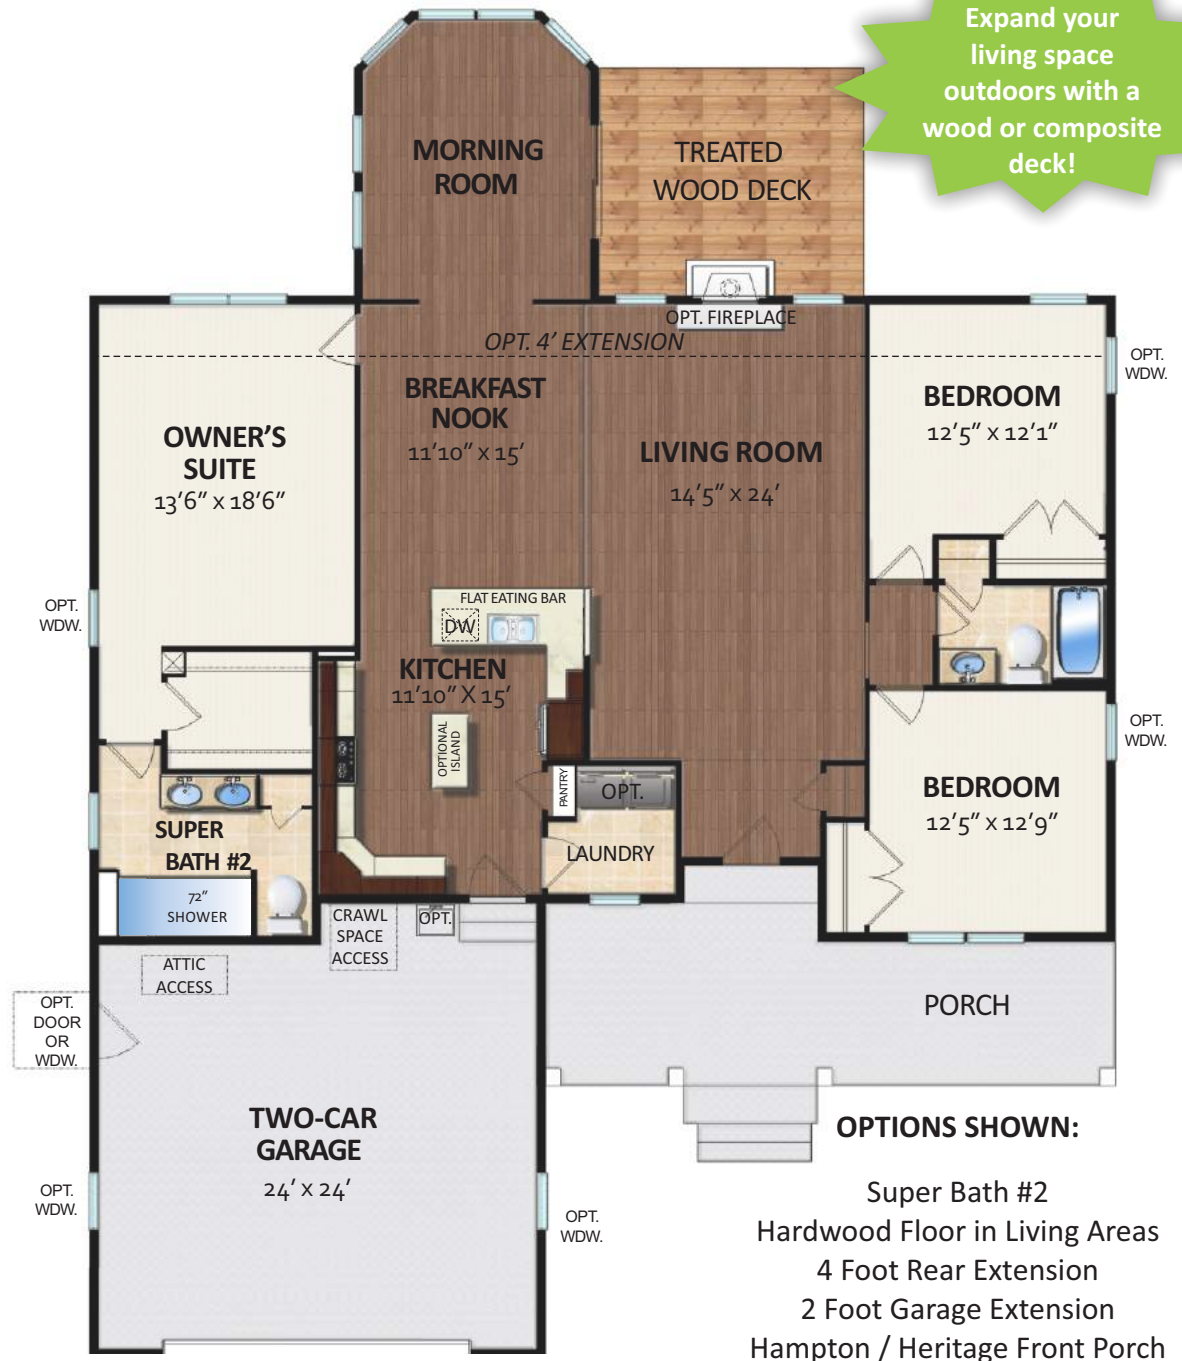 Expand your
living space
outdoors with a
wood or composite
deck!
MORNING
ROOM
TREATED
WOOD DECK
OPT. FIREPLACE
OPT. 4' EXTENSION
OPT.
WDW.
BREAKFAST
NOOK
11'10" x 15'
BEDROOM
12'5" x 12'1"
OWNER'S
SUITE
13'6" x 18'6"
LIVING ROOM
14'5" x 24'
OPT.
WDW.
FLAT EATING BAR
DW
KITCHEN
11'10" X 15'
OPTIONAL
ISLAND
OPT.
WDW.
PANTRY
OPT.
BEDROOM
12'5" x 12'9"
SUPER
BATH #2
LAUNDRY
72"
SHOWER
CRAWL
SPACE
ACCESS
OPT.
ATTIC
ACCESS
OPT.
DOOR
OR
WDW.
PORCH
TWO-CAR
GARAGE
24' x 24'
OPT.
WDW.
OPT.
WDW.
OPTIONS SHOWN:
Super Bath #2
Hardwood Floor in Living Areas
4 Foot Rear Extension
2 Foot Garage Extension
Hampton / Heritage Front Porch